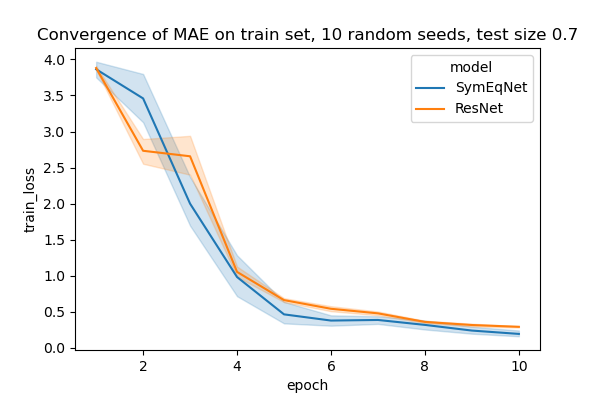 Convergence of MAE on train set, 10 random seeds, test size 0.7
4.0
3.5
3.0
2.5
2.0
1.5
1.0
0.5
0.0
train_loss
model
SymEqNet
ResNet
2
4
6
8
10
epoch